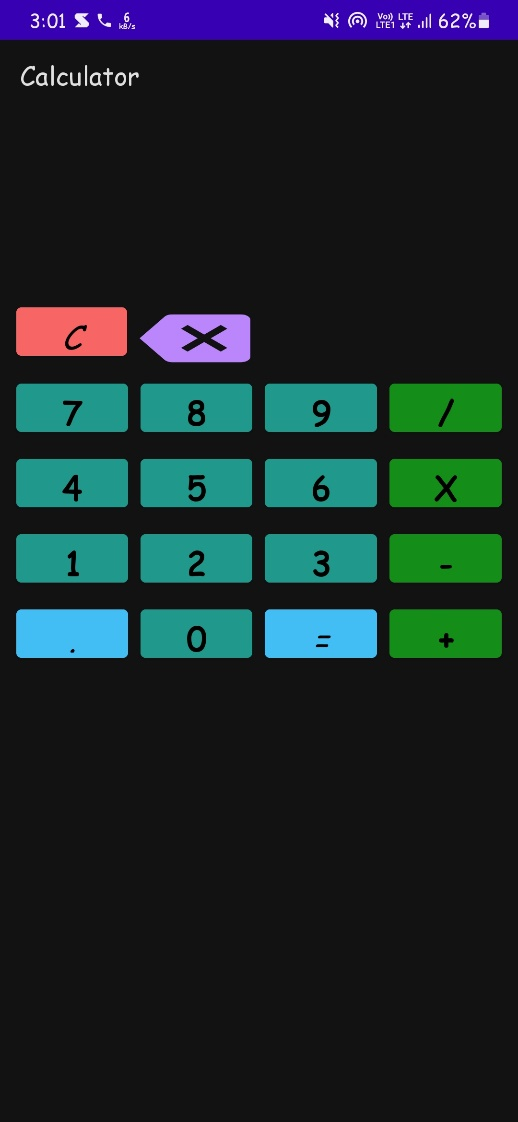 3:01 6 KB/s Vo) LTE LTE1 62%
Calculator
C
7 8 9 /
4 5 6 X
1 2 3 -
. 0 = +